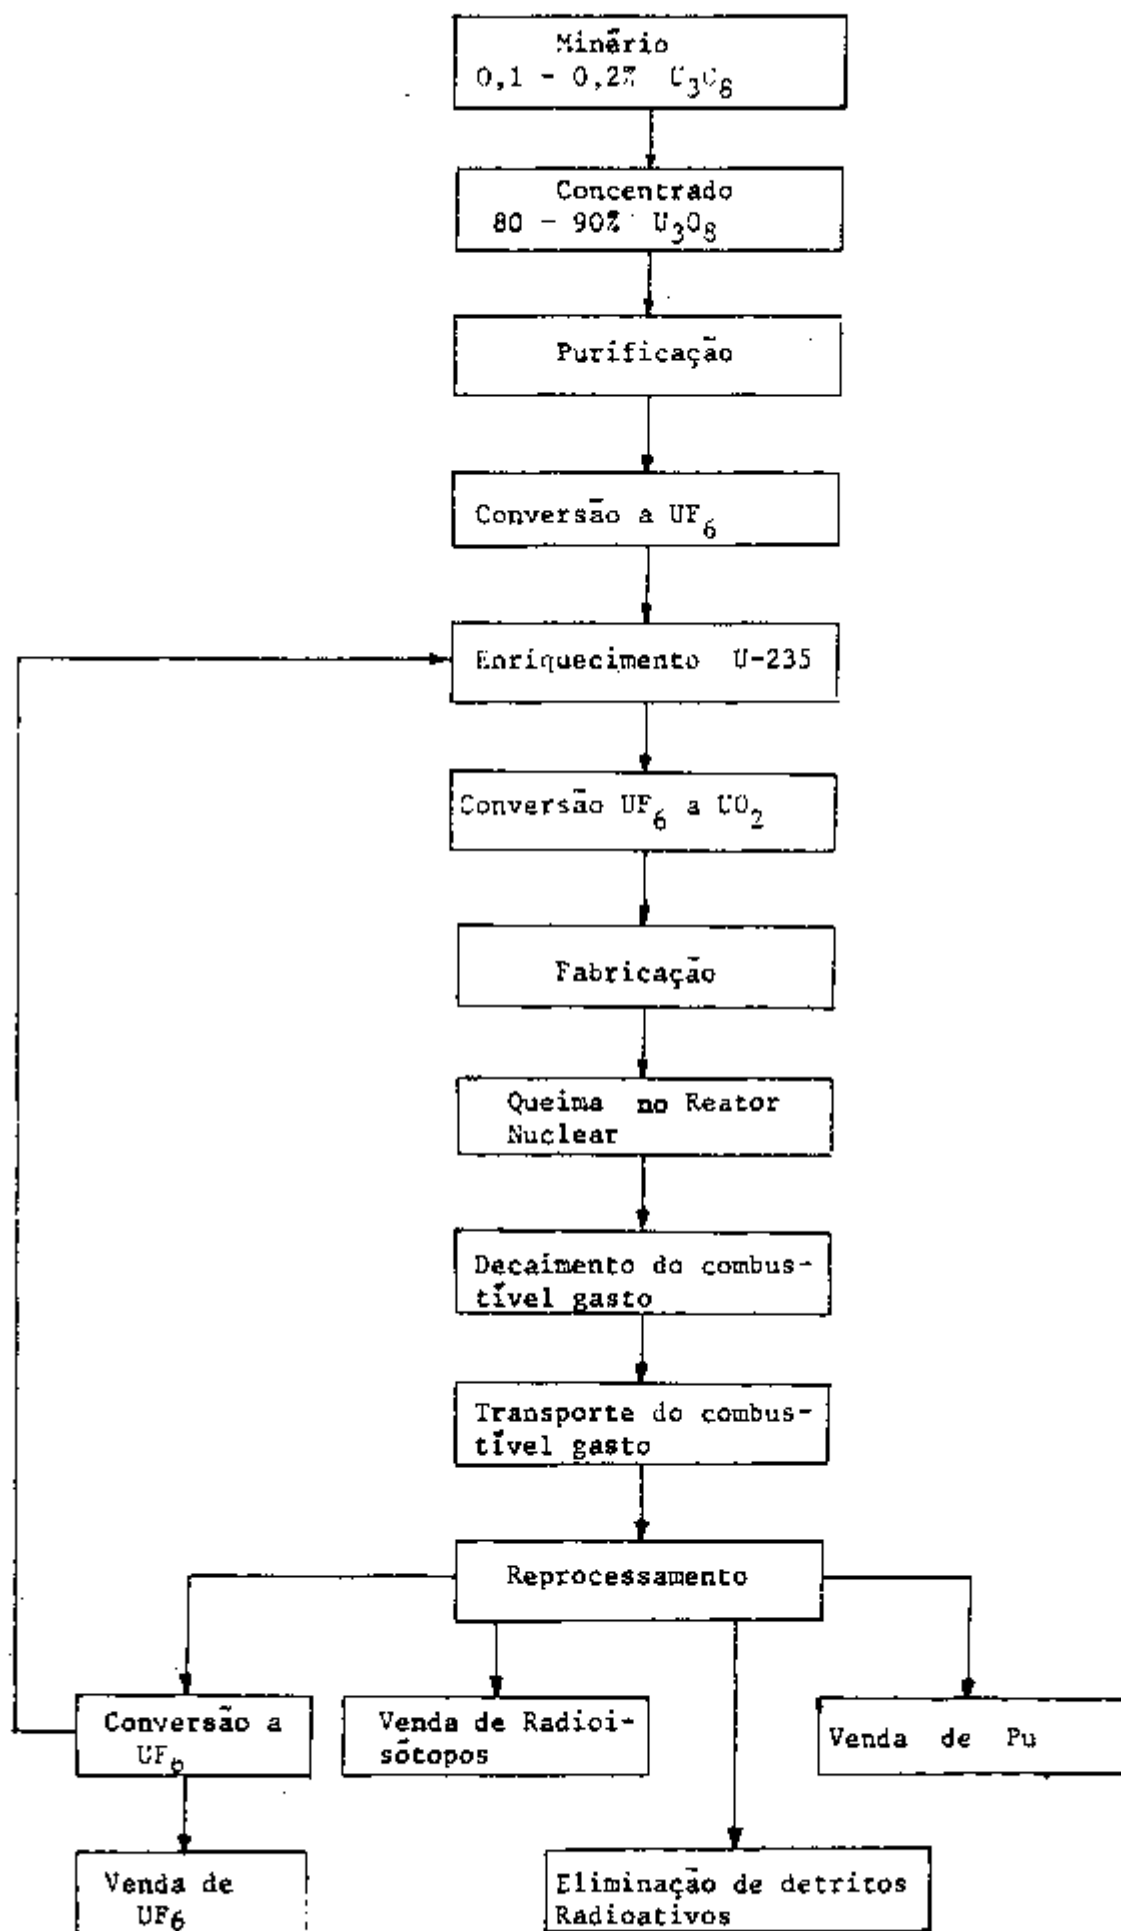 Minério
0,1 - 0,2% U3O8
Concentrado
80 - 90% U3O8
Purificação
Conversão a UF6
Enriquecimento U-235
Conversão UF6 a UO2
Fabricação
Queima no Reator
Nuclear
Decaimento do combus-
tível gasto
Transporte do combus-
tível gasto
Reprocessamento
Conversão a
UF6
Venda de Radioi-
sótopos
Venda de Pu
Venda de
UF6
Eliminação de detritos
Radioativos